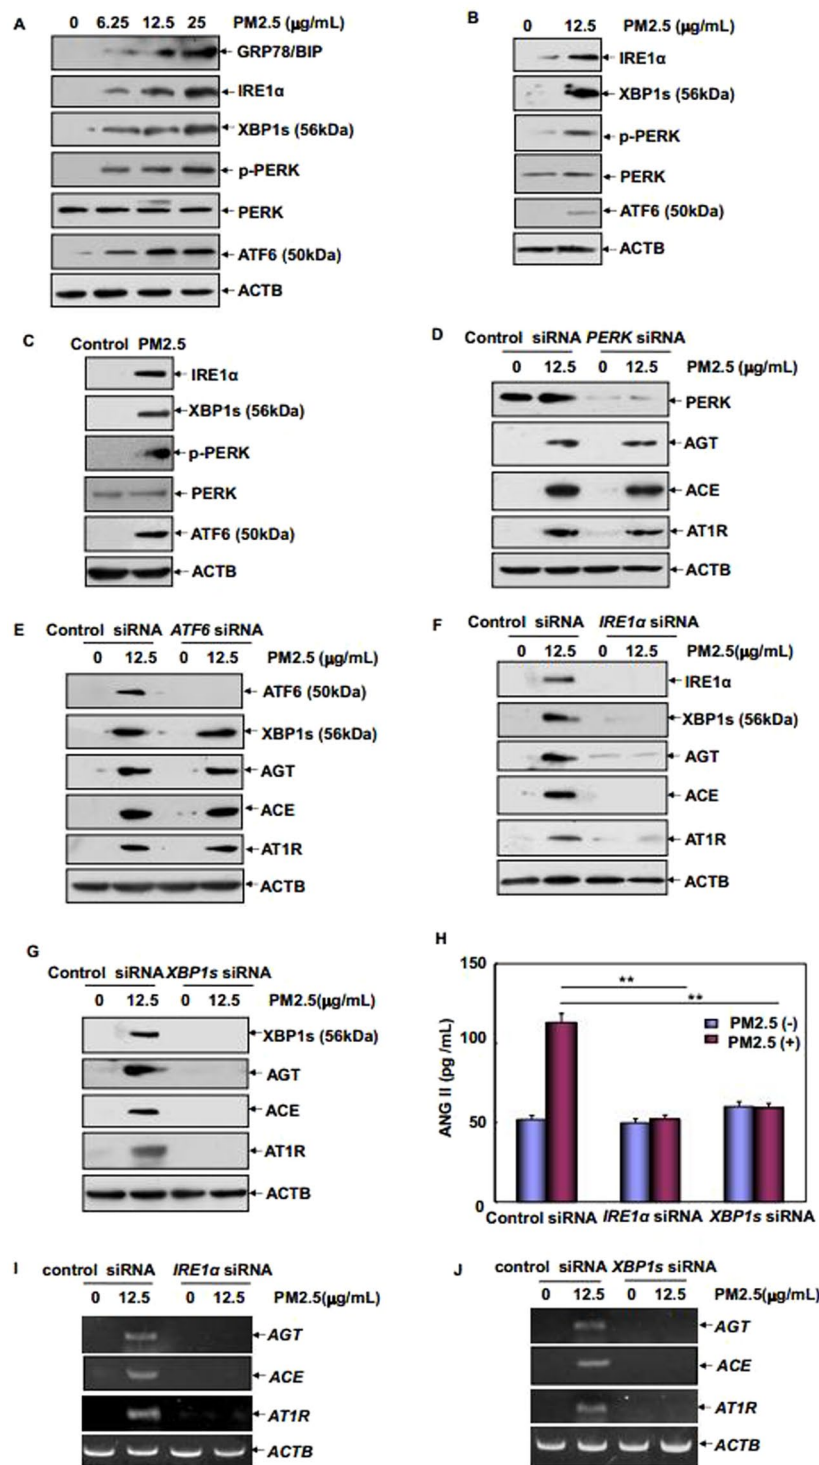 A
0 6.25 12.5 25 PM2.5 (μg/mL)
GRP78/BIP
IRE1α
XBP1s (56kDa)
p-PERK
PERK
ATF6 (50kDa)
ACTB
B
0 12.5 PM2.5 (μg/mL)
IRE1α
XBP1s (56kDa)
p-PERK
PERK
ATF6 (50kDa)
ACTB
C
Control PM2.5
IRE1α
XBP1s (56kDa)
p-PERK
PERK
ATF6 (50kDa)
ACTB
D
Control siRNA PERK siRNA
0 12.5 0 12.5 PM2.5 (μg/mL)
PERK
AGT
ACE
AT1R
ACTB
E
Control siRNA ATF6 siRNA
0 12.5 0 12.5 PM2.5 (μg/mL)
ATF6 (50kDa)
XBP1s (56kDa)
AGT
ACE
AT1R
ACTB
F
Control siRNA IRE1α siRNA
0 12.5 0 12.5 PM2.5(μg/mL)
IRE1α
XBP1s (56kDa)
AGT
ACE
AT1R
ACTB
G
Control siRNA XBP1s siRNA
0 12.5 0 12.5 PM2.5(μg/mL)
XBP1s (56kDa)
AGT
ACE
AT1R
ACTB
H
150
100
50
0
ANG II (pg /mL)
**
**
PM2.5 (-)
PM2.5 (+)
Control siRNA IRE1α siRNA XBP1s siRNA
I
control siRNA IRE1α siRNA
0 12.5 0 12.5 PM2.5(μg/mL)
AGT
ACE
AT1R
ACTB
J
control siRNA XBP1s siRNA
0 12.5 0 12.5 PM2.5(μg/mL)
AGT
ACE
AT1R
ACTB